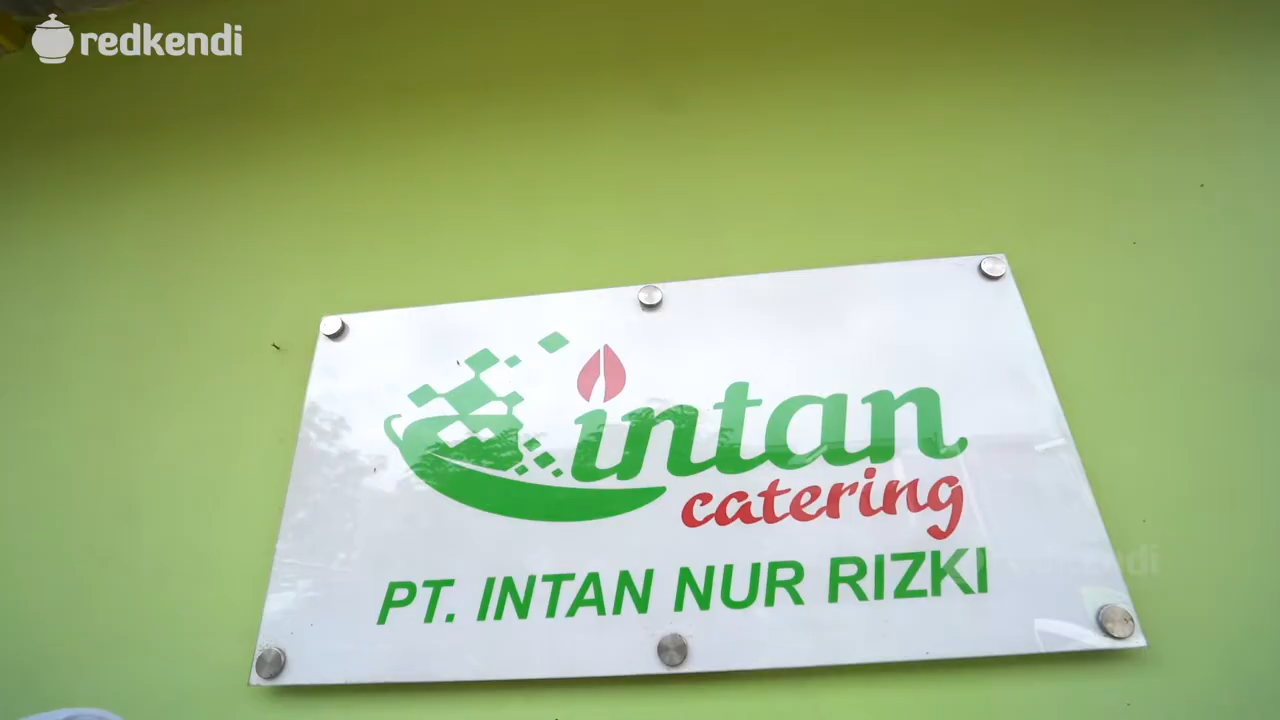 redkendi
intan
catering
PT. INTAN NUR RIZKI